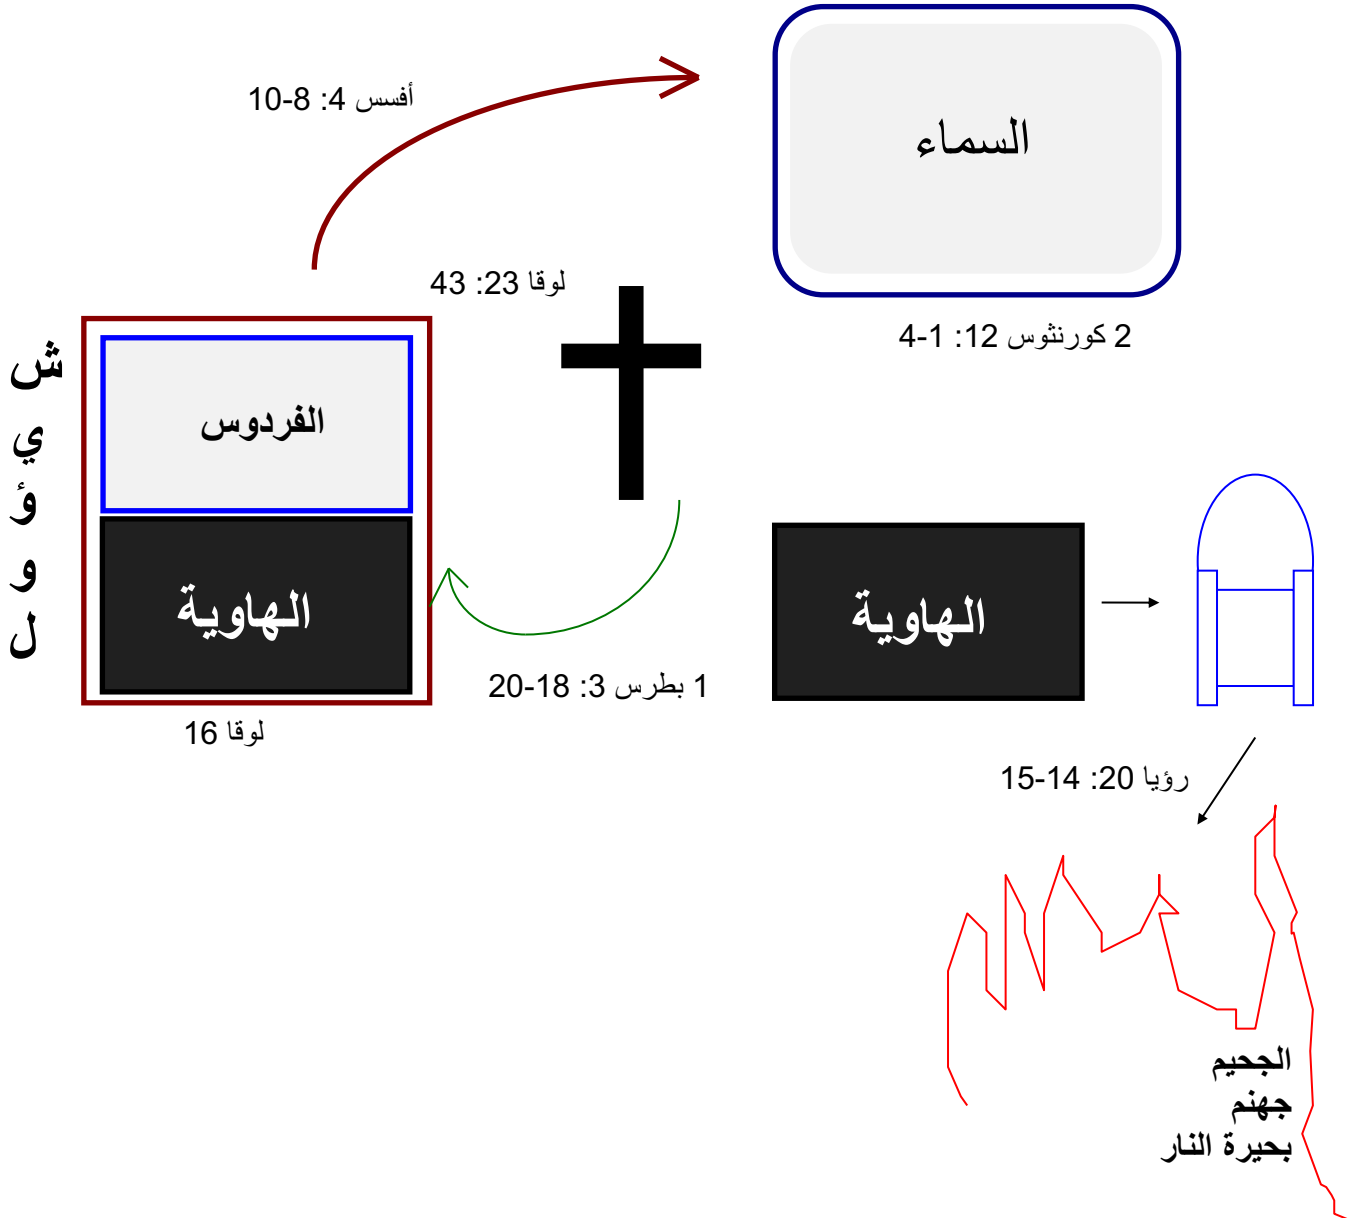 أفسس 4: 8-10
السماء
لوقا 23: 43
2 كورنثوس 12: 1-4
شيؤول
الفردوس
الهاوية
الهاوية
1 بطرس 3: 18-20
لوقا 16
رؤيا 20: 14-15
الجحيم
جهنم
بحيرة النار